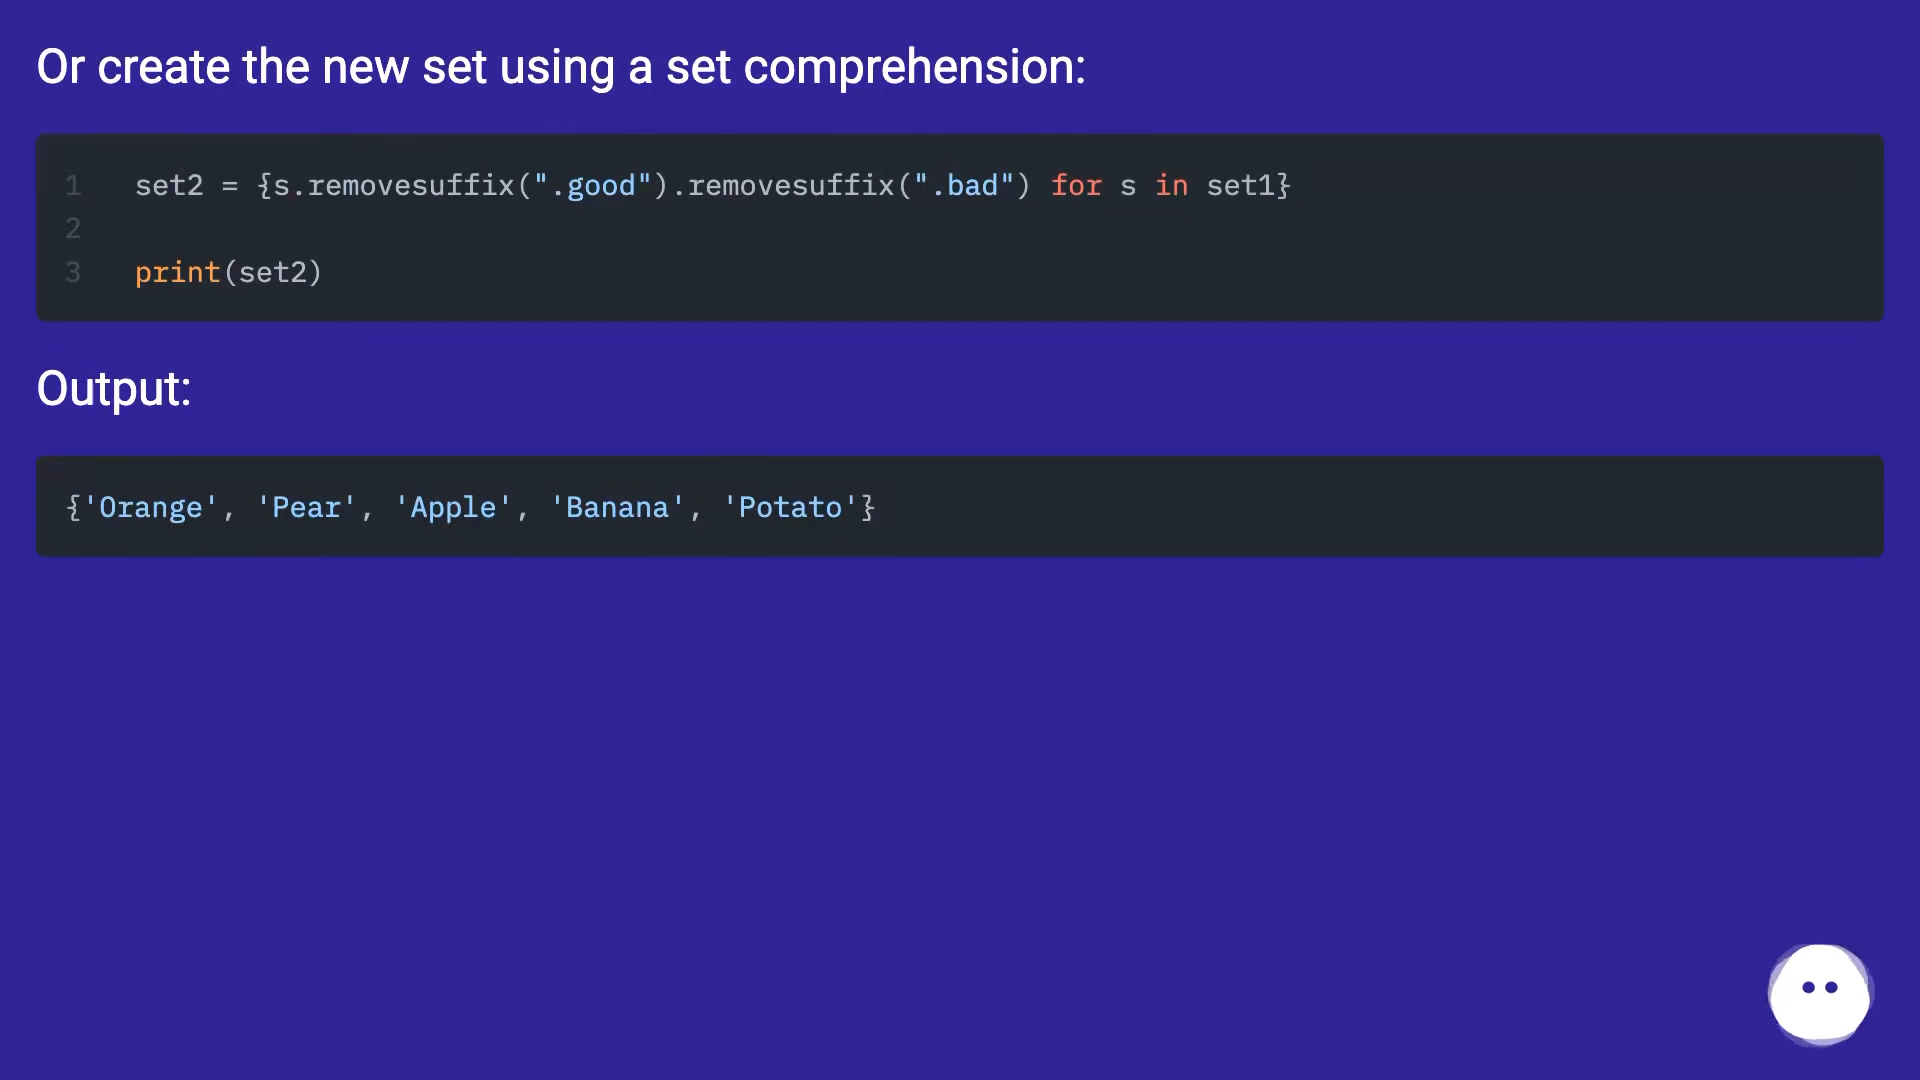 Or create the new set using a set comprehension:
1 set2 = {s.removesuffix(".good").removesuffix(".bad") for s in set1}
2
3 print(set2)
Output:
{'Orange', 'Pear', 'Apple', 'Banana', 'Potato'}